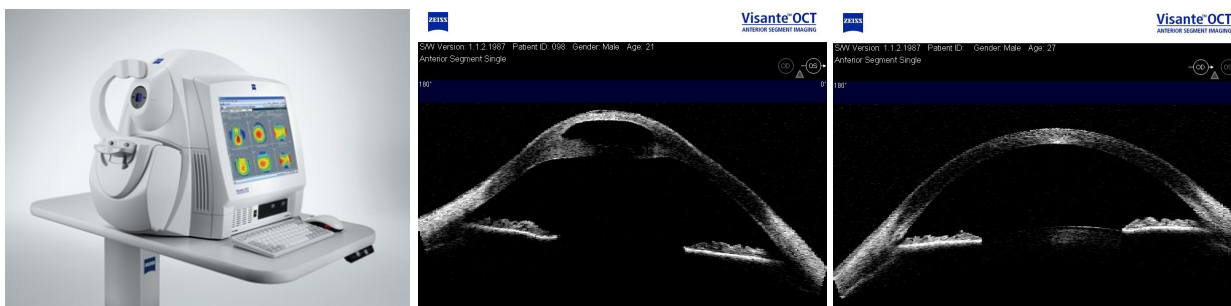 ZEISS
Visante™OCT
ANTERIOR SEGMENT IMAGING
S/W Version: 1.1.2.1987 Patient ID: 098 Gender: Male Age: 21
Anterior Segment Single
OD
OS
180°
0°
ZEISS
Visante™OCT
ANTERIOR SEGMENT IMAGING
S/W Version: 1.1.2.1987 Patient ID: Gender: Male Age: 27
Anterior Segment Single
OD
OS
180°